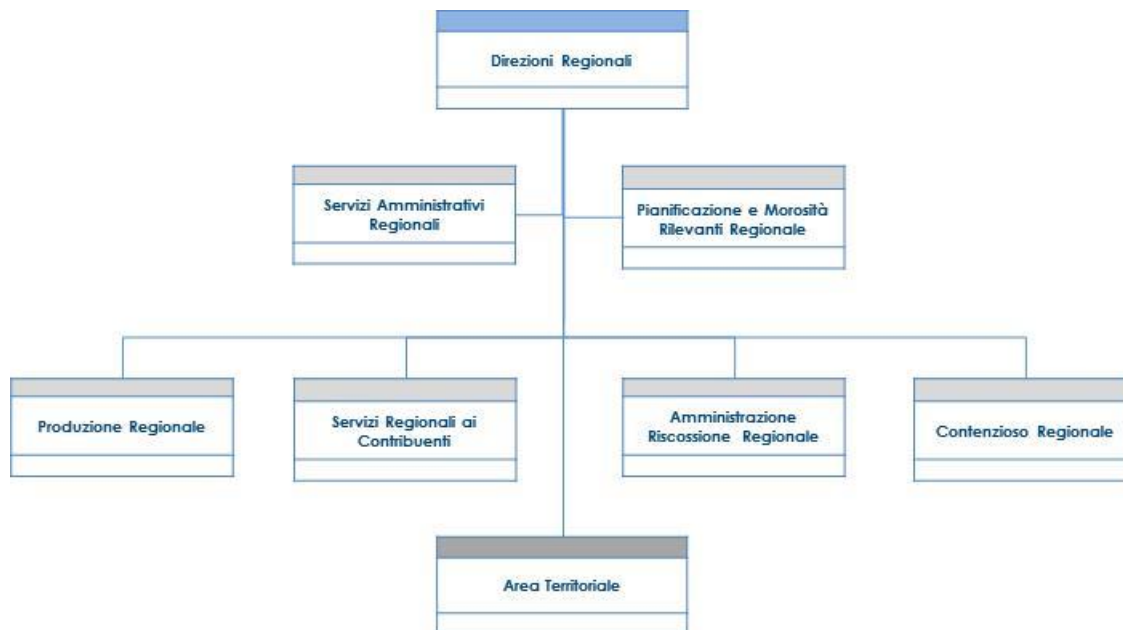 Direzioni Regionali
Servizi Amministrativi
Regionali
Pianificazione e Morosità
Rilevanti Regionale
Produzione Regionale
Servizi Regionali ai
Contribuenti
Amministrazione
Riscossione Regionale
Contenzioso Regionale
Area Territoriale